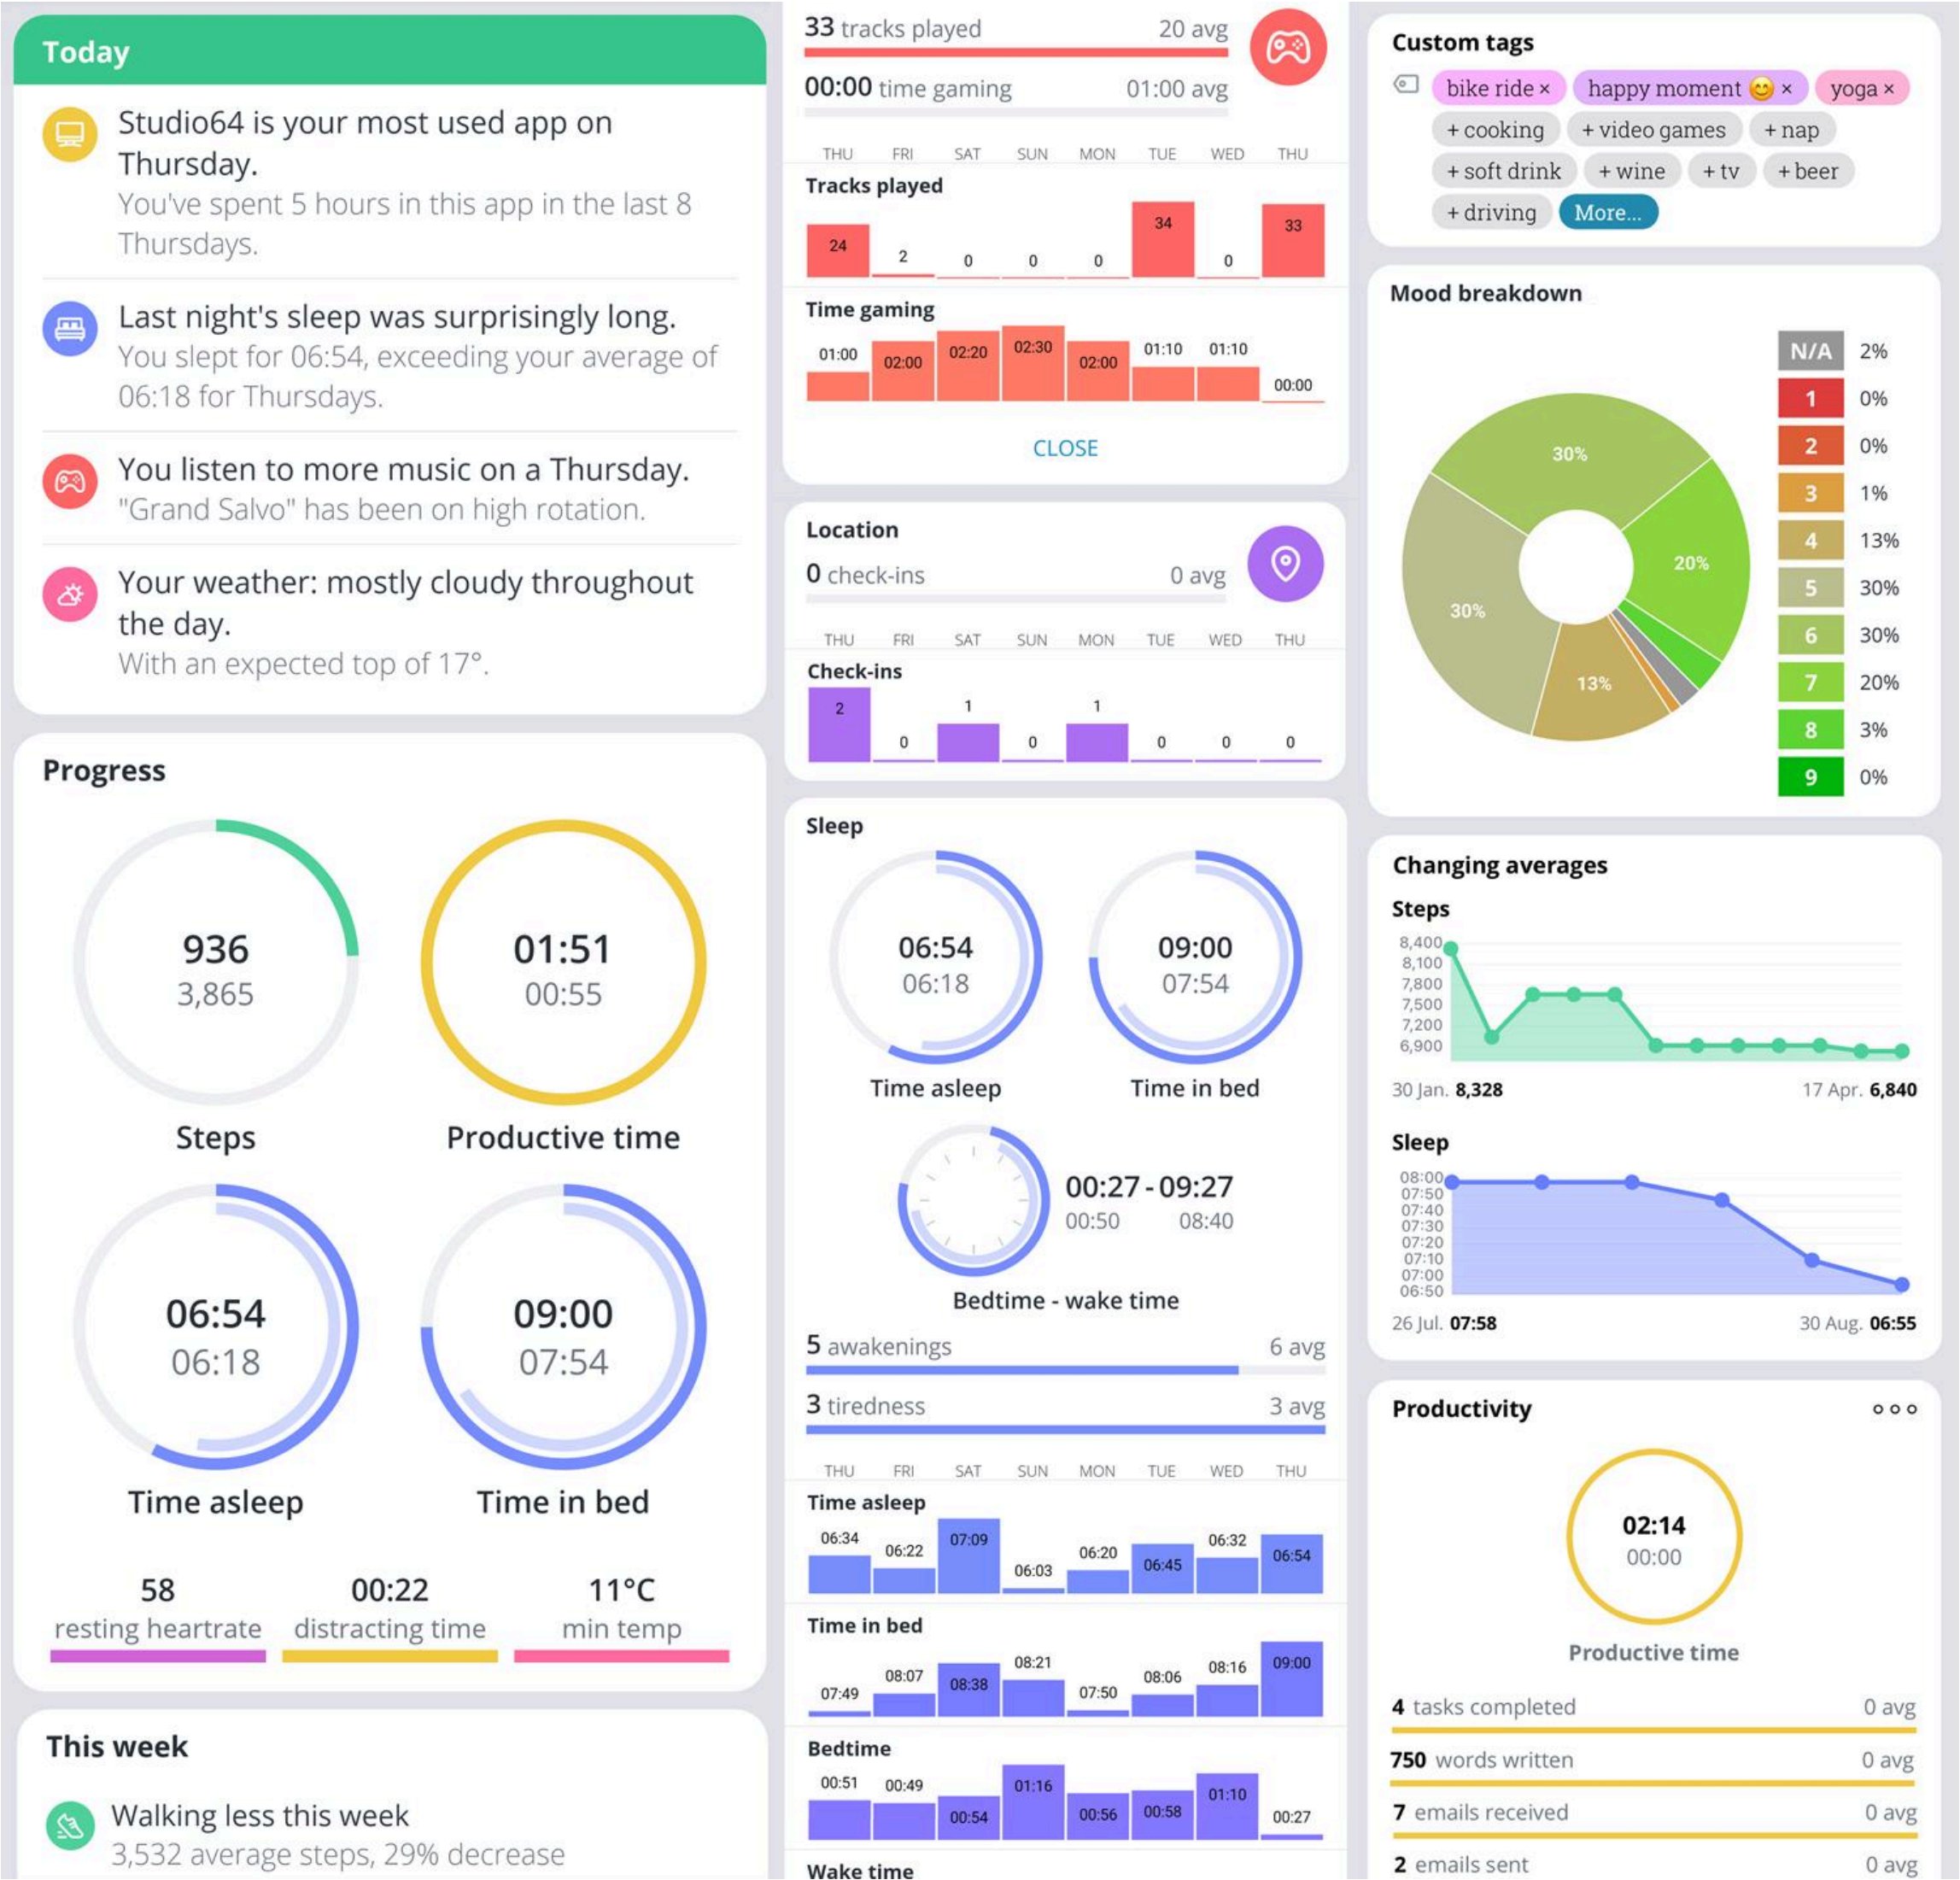 Today
Studio64 is your most used app on
Thursday.
You've spent 5 hours in this app in the last 8
Thursdays.
Last night's sleep was surprisingly long.
You slept for 06:54, exceeding your average of
06:18 for Thursdays.
You listen to more music on a Thursday.
"Grand Salvo" has been on high rotation.
Your weather: mostly cloudy throughout
the day.
With an expected top of 17°.
Progress
936
3,865
Steps
01:51
00:55
Productive time
06:54
06:18
Time asleep
09:00
07:54
Time in bed
58
resting heartrate
00:22
distracting time
11°C
min temp
This week
Walking less this week
3,532 average steps, 29% decrease
33 tracks played 20 avg
00:00 time gaming 01:00 avg
THU FRI SAT SUN MON TUE WED THU
Tracks played
24 2 0 0 0 34 0 33
Time gaming
01:00 02:00 02:20 02:30 02:00 01:10 01:10 00:00
CLOSE
Location
0 check-ins 0 avg
THU FRI SAT SUN MON TUE WED THU
Check-ins
2 0 1 0 1 0 0 0
Sleep
06:54
06:18
Time asleep
09:00
07:54
Time in bed
00:27 - 09:27
00:50 08:40
Bedtime - wake time
5 awakenings 6 avg
3 tiredness 3 avg
THU FRI SAT SUN MON TUE WED THU
Time asleep
06:34 06:22 07:09 06:03 06:20 06:45 06:32 06:54
Time in bed
07:49 08:07 08:38 08:21 07:50 08:06 08:16 09:00
Bedtime
00:51 00:49 00:54 01:16 00:56 00:58 01:10 00:27
Wake time
Custom tags
bike ride × happy moment 😊 × yoga ×
+ cooking + video games + nap
+ soft drink + wine + tv + beer
+ driving More...
Mood breakdown
30%
20%
30%
13%
N/A 2%
1 0%
2 0%
3 1%
4 13%
5 30%
6 30%
7 20%
8 3%
9 0%
Changing averages
Steps
8,400
8,100
7,800
7,500
7,200
6,900
30 Jan. 8,328 17 Apr. 6,840
Sleep
08:00
07:50
07:40
07:30
07:20
07:10
07:00
06:50
26 Jul. 07:58 30 Aug. 06:55
Productivity
02:14
00:00
Productive time
4 tasks completed 0 avg
750 words written 0 avg
7 emails received 0 avg
2 emails sent 0 avg